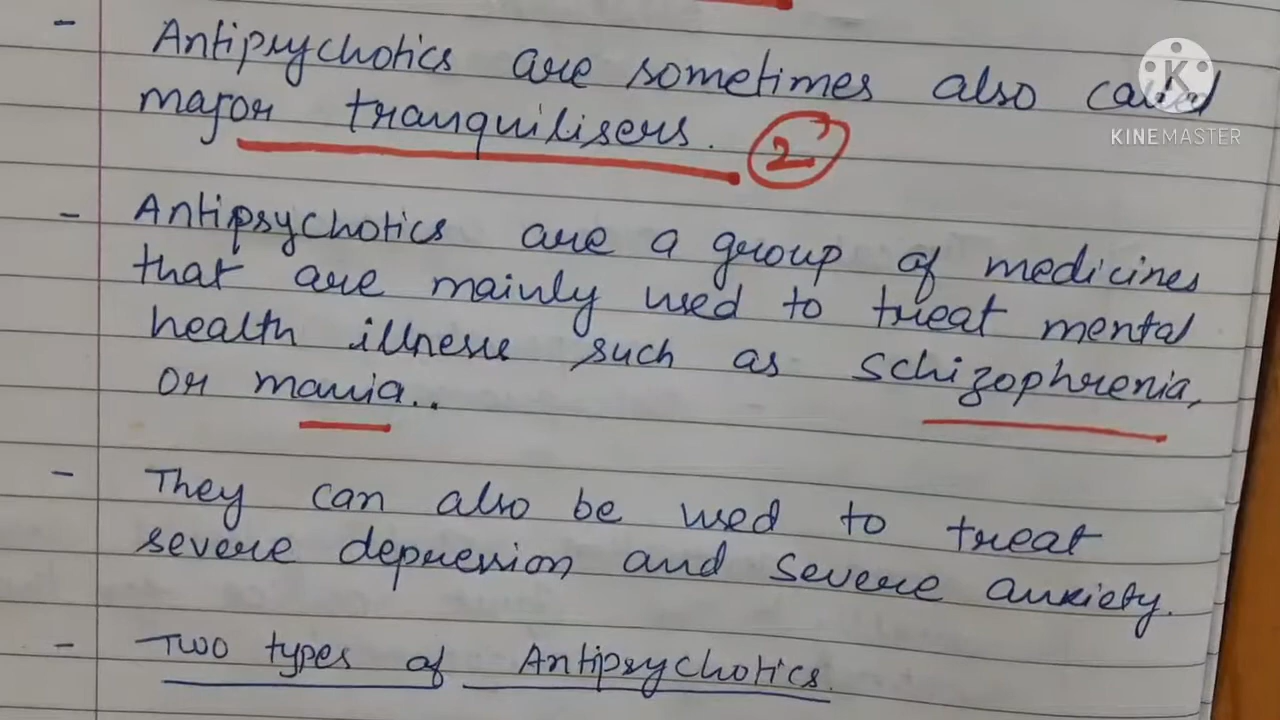 - Antipsychotics are sometimes also called
major tranquilisers. 2
- Antipsychotics are a group of medicines
that are mainly used to treat mental
health illness such as schizophrenia,
or mania..
- They can also be used to treat
severe depression and severe anxiety.
- Two types of Antipsychotics.
K
KINEMASTER